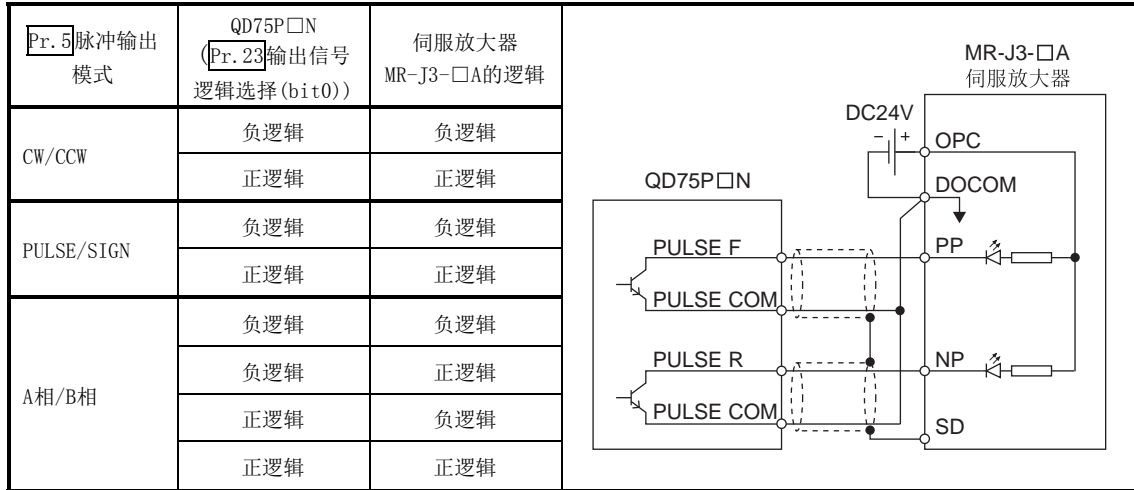 Pr.5脉冲输出
模式
QD75P□N
(Pr.23输出信号
逻辑选择(bit0))
伺服放大器
MR-J3-□A的逻辑
CW/CCW
负逻辑
负逻辑
正逻辑
正逻辑
PULSE/SIGN
负逻辑
负逻辑
正逻辑
正逻辑
A相/B相
负逻辑
负逻辑
负逻辑
正逻辑
正逻辑
负逻辑
正逻辑
正逻辑
MR-J3-□A
伺服放大器
DC24V
− +
OPC
QD75P□N
DOCOM
PULSE F
PP
PULSE COM
PULSE R
NP
PULSE COM
SD